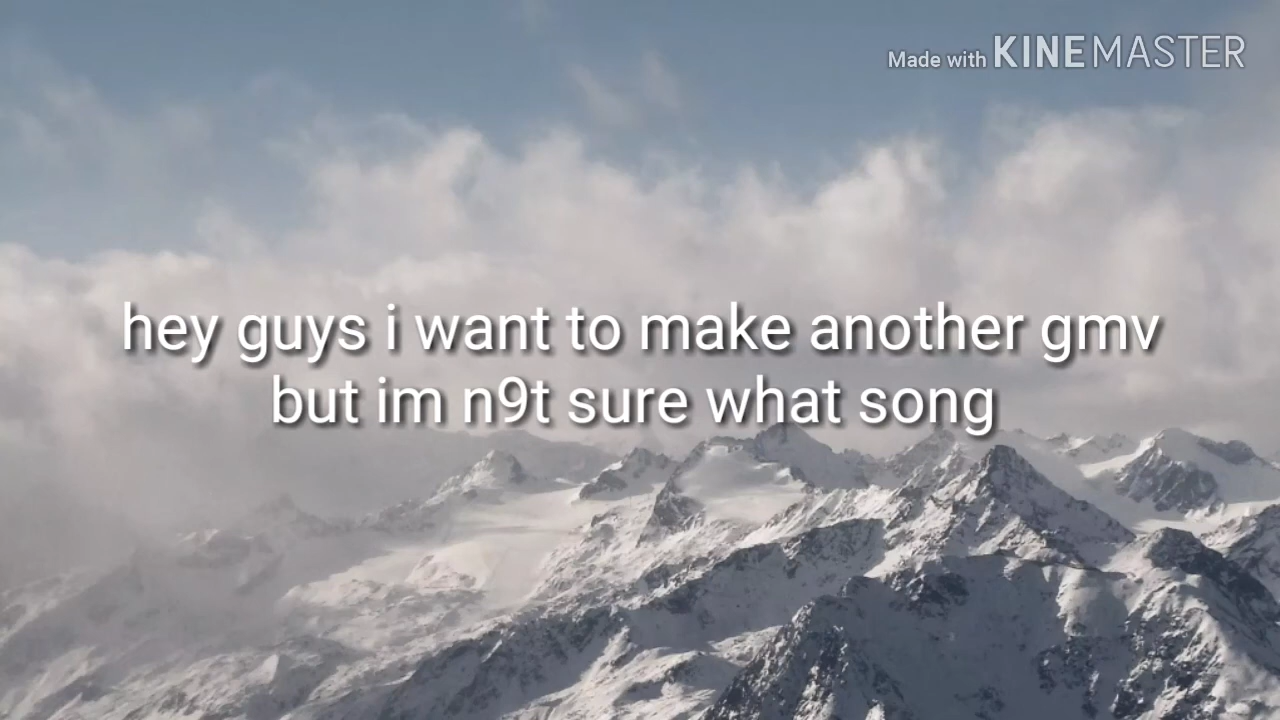 Made with KINEMASTER
hey guys i want to make another gmv
but im n9t sure what song